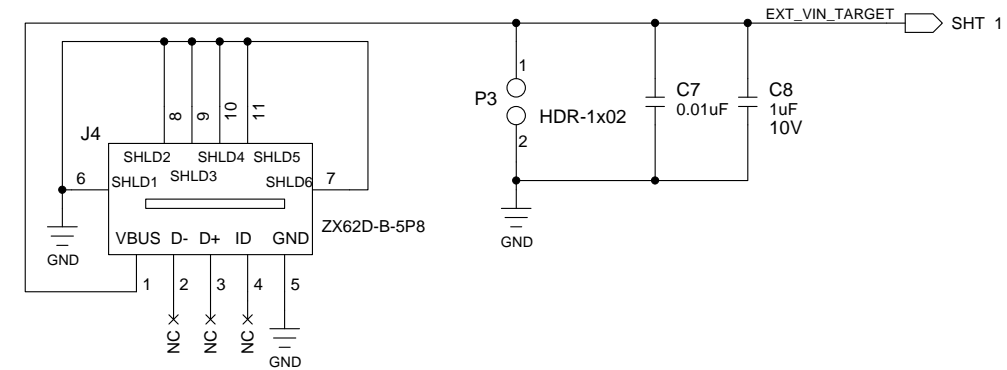 EXT_VIN_TARGET
SHT 1
1
P3
HDR-1x02
2
C7
0.01uF
C8
1uF
10V
GND
J4
8
9
10
11
SHLD2
SHLD4
SHLD5
SHLD3
6
SHLD1
SHLD6
7
ZX62D-B-5P8
GND
VBUS D- D+ ID GND
1
2
3
4
5
NC
NC
NC
GND